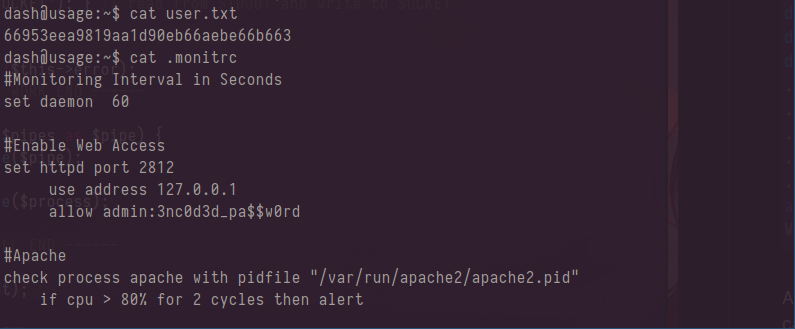 dash@usage:~$ cat user.txt
66953eea9819aa1d90eb66aebe66b663
dash@usage:~$ cat .monitrc
#Monitoring Interval in Seconds
set daemon  60

#Enable Web Access
set httpd port 2812
     use address 127.0.0.1
     allow admin:3nc0d3d_pa$$w0rd

#Apache
check process apache with pidfile "/var/run/apache2/apache2.pid"
    if cpu > 80% for 2 cycles then alert